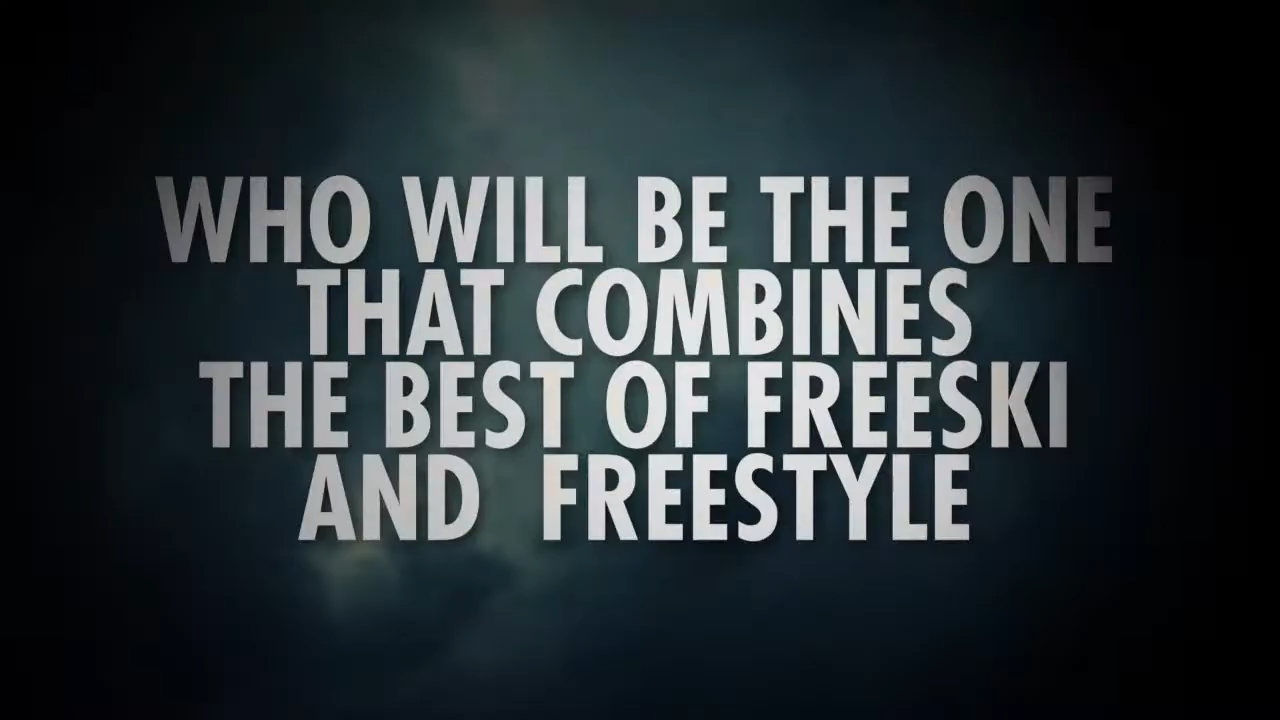 WHO WILL BE THE ONE
THAT COMBINES
THE BEST OF FREESKI
AND FREESTYLE